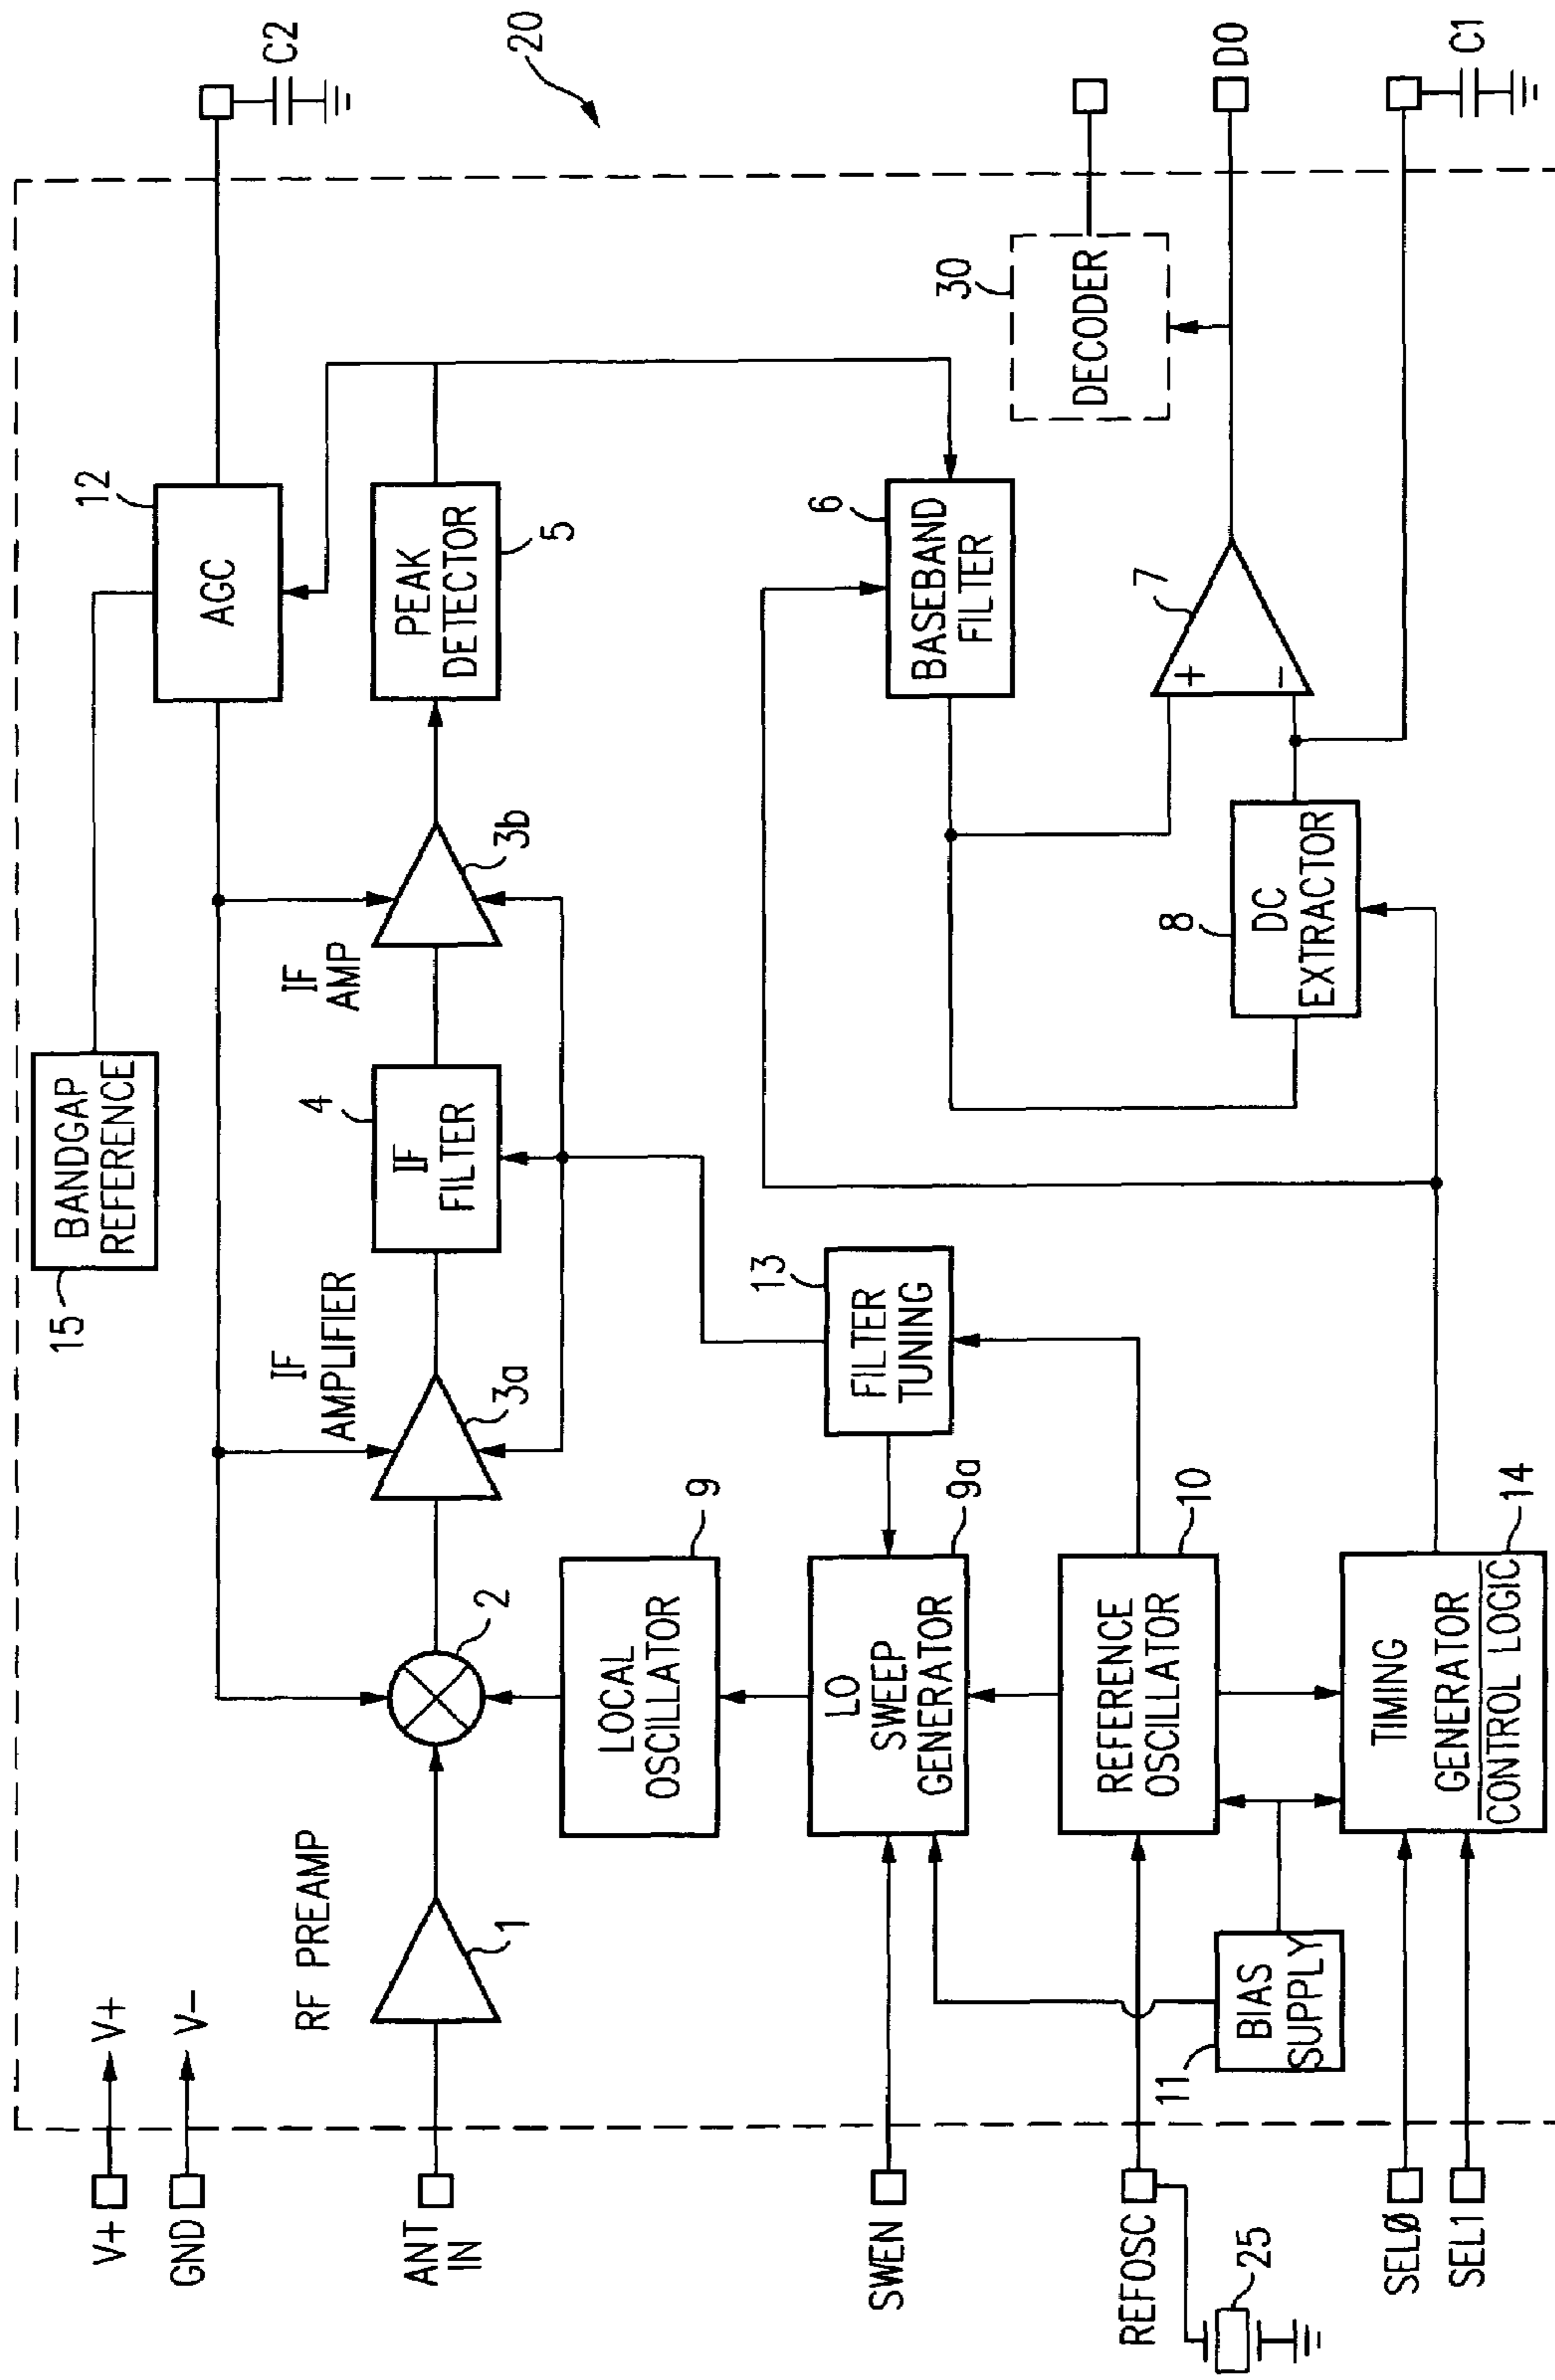 V+
V+
GND
V-
ANT
IN
RF PREAMP
1
2
IF
AMPLIFIER
3a
IF
FILTER
4
IF
AMP
3b
PEAK
DETECTOR
5
BANDGAP
REFERENCE
15
AGC
12
C2
20
LOCAL
OSCILLATOR
9
SWEN
LO
SWEEP
GENERATOR
9a
FILTER
TUNING
13
BASEBAND
FILTER
6
30
DECODER
REFOSC
25
REFERENCE
OSCILLATOR
10
BIAS
SUPPLY
11
DC
EXTRACTOR
8
+
−
7
DO
SELØ
SEL1
TIMING
GENERATOR
CONTROL LOGIC
14
C1